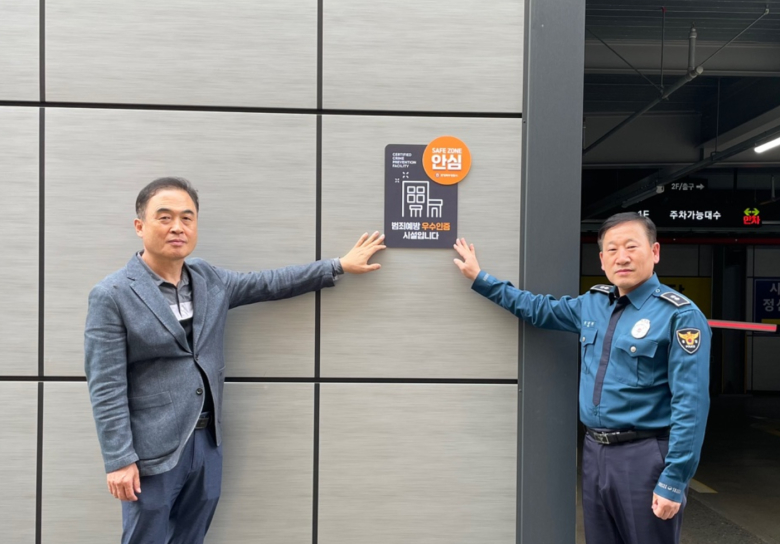 CERTIFIED
CRIME
PREVENTION
FACILITY
SAFE ZONE
안심
범죄예방 우수인증
시설입니다
2F/출구
주차가능대수
만차